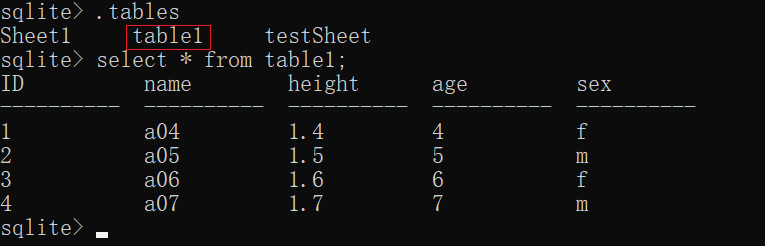 sqlite> .tables
Sheet1     table1     testSheet
sqlite> select * from table1;
ID          name        height      age         sex
----------  ----------  ----------  ----------  ----------
1           a04         1.4         4           f
2           a05         1.5         5           m
3           a06         1.6         6           f
4           a07         1.7         7           m
sqlite>